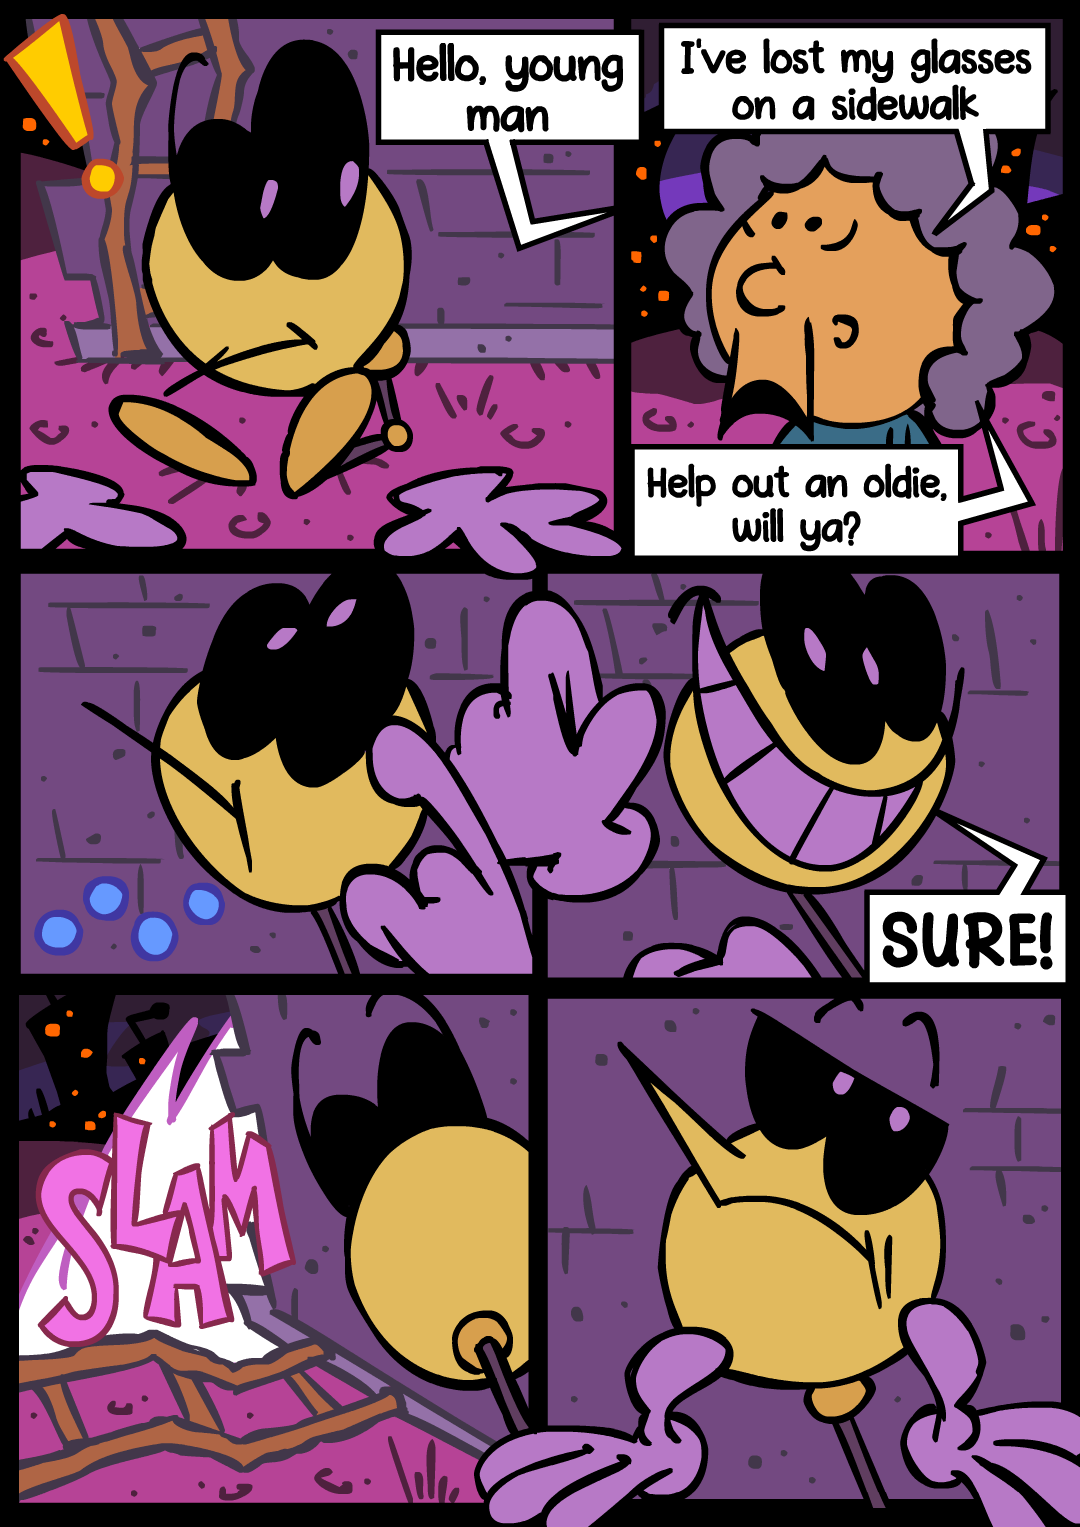 Hello, young
man
I've lost my glasses
on a sidewalk
Help out an oldie,
will ya?
SURE!
SLAM